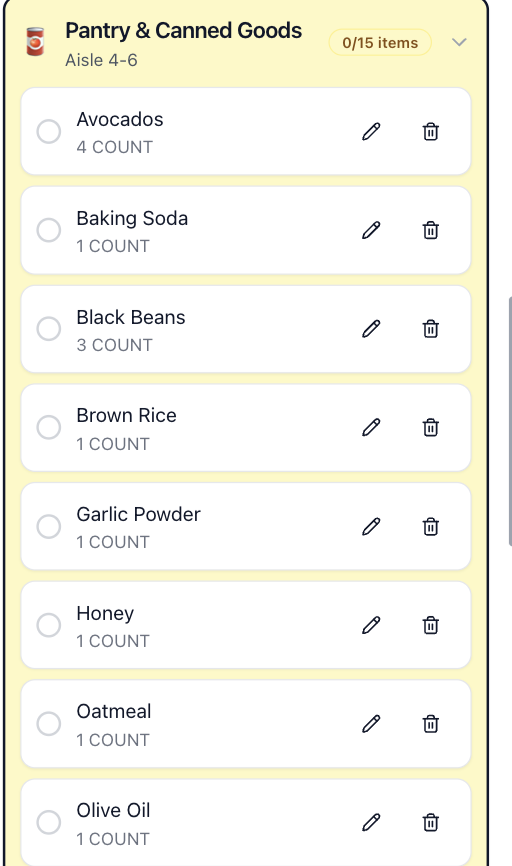 Pantry & Canned Goods
0/15 items
Aisle 4-6
Avocados
4 COUNT
Baking Soda
1 COUNT
Black Beans
3 COUNT
Brown Rice
1 COUNT
Garlic Powder
1 COUNT
Honey
1 COUNT
Oatmeal
1 COUNT
Olive Oil
1 COUNT